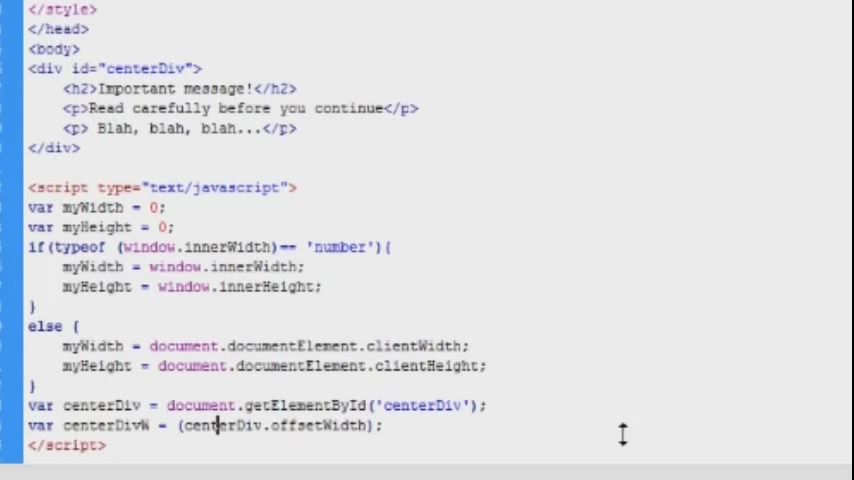 </style>
</head>
<body>
<div id="centerDiv">
<h2>Important message!</h2>
<p>Read carefully before you continue</p>
<p> Blah, blah, blah...</p>
</div>
<script type="text/javascript">
var myWidth = 0;
var myHeight = 0;
if(typeof (window.innerWidth)== 'number'){
myWidth = window.innerWidth;
myHeight = window.innerHeight;
}
else {
myWidth = document.documentElement.clientWidth;
myHeight = document.documentElement.clientHeight;
}
var centerDiv = document.getElementById('centerDiv');
var centerDivW = (centerDiv.offsetWidth);
</script>